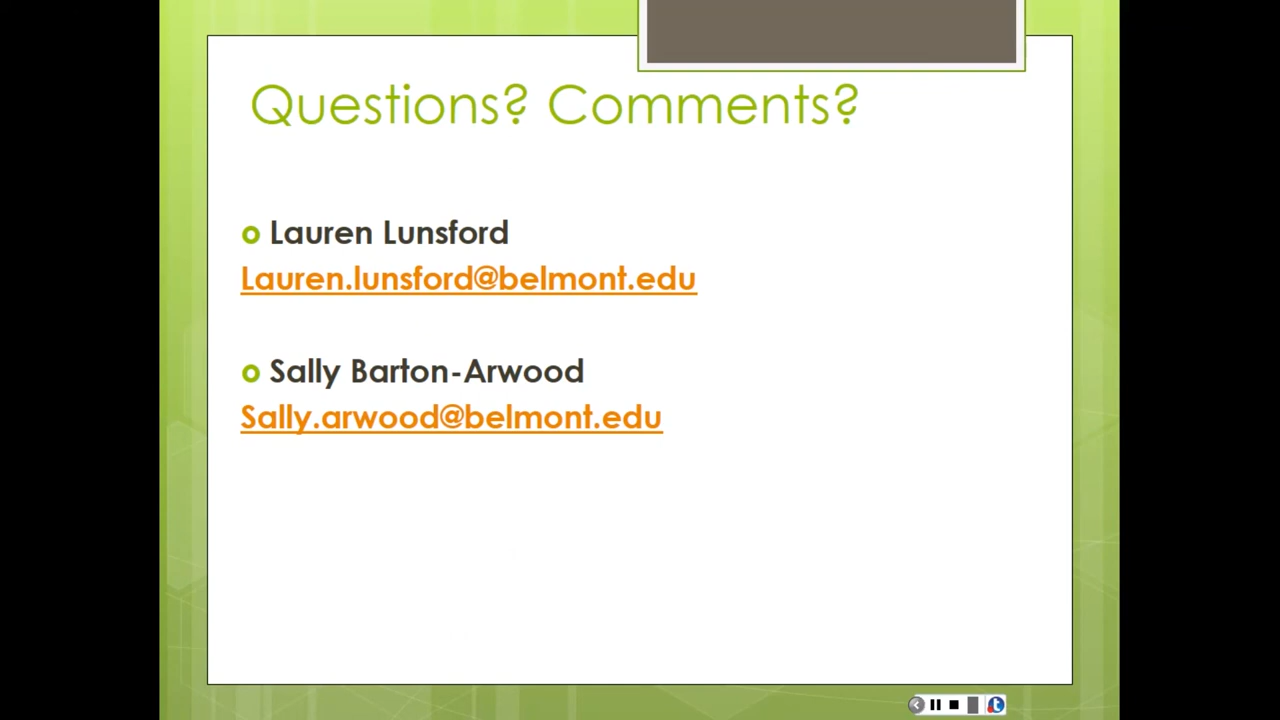 Questions? Comments?
Lauren Lunsford
Lauren.lunsford@belmont.edu
Sally Barton-Arwood
Sally.arwood@belmont.edu